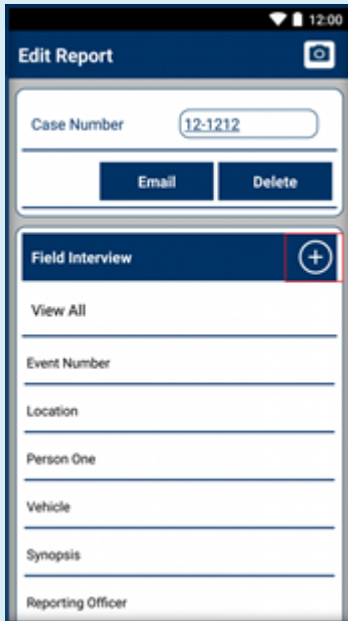 12:00
Edit Report
Case Number 12-1212
Email Delete
Field Interview
View All
Event Number
Location
Person One
Vehicle
Synopsis
Reporting Officer